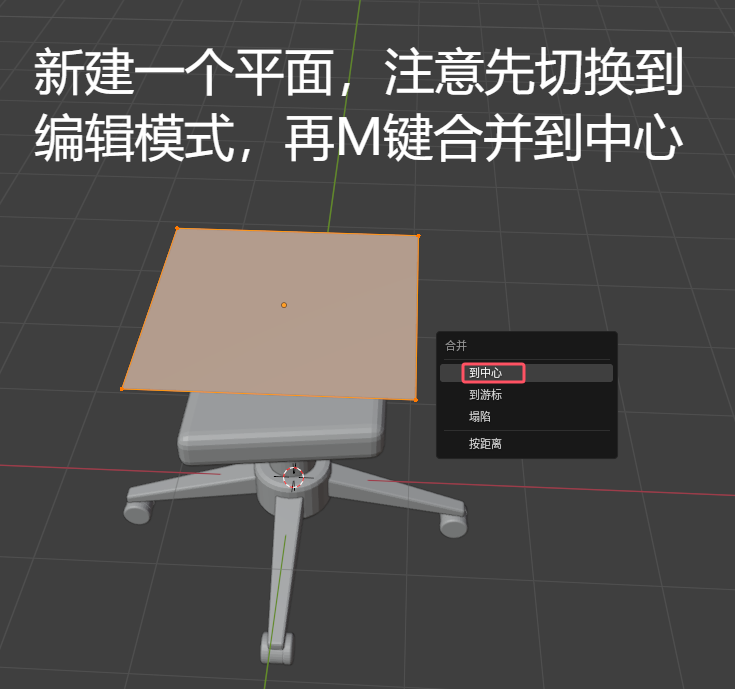 新建一个平面，注意先切换到
编辑模式，再M键合并到中心
合并
到中心
到游标
塌陷
按距离